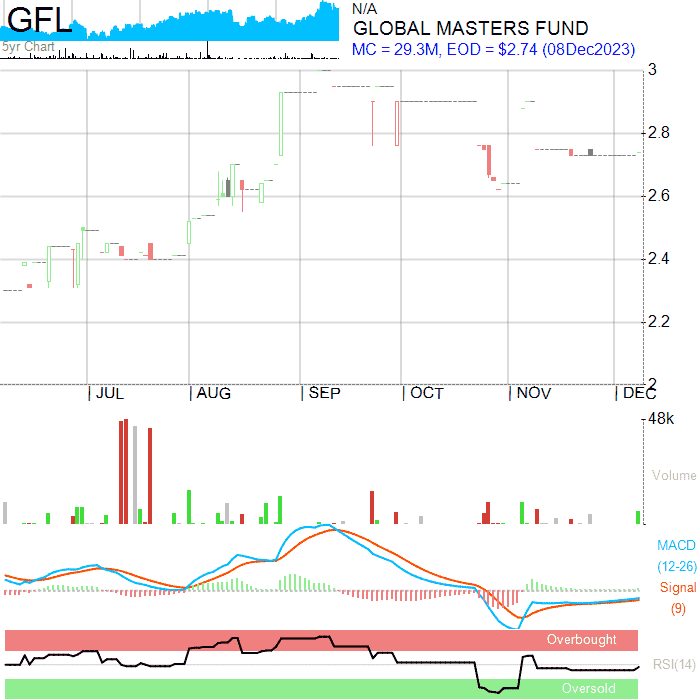 GFL
5yr Chart
N/A
GLOBAL MASTERS FUND
MC = 29.3M, EOD = $2.74 (08Dec2023)
3
2.8
2.6
2.4
2.2
2
JUL AUG SEP OCT NOV DEC
48k
Volume
MACD
(12-26)
Signal
(9)
Overbought
RSI(14)
Oversold